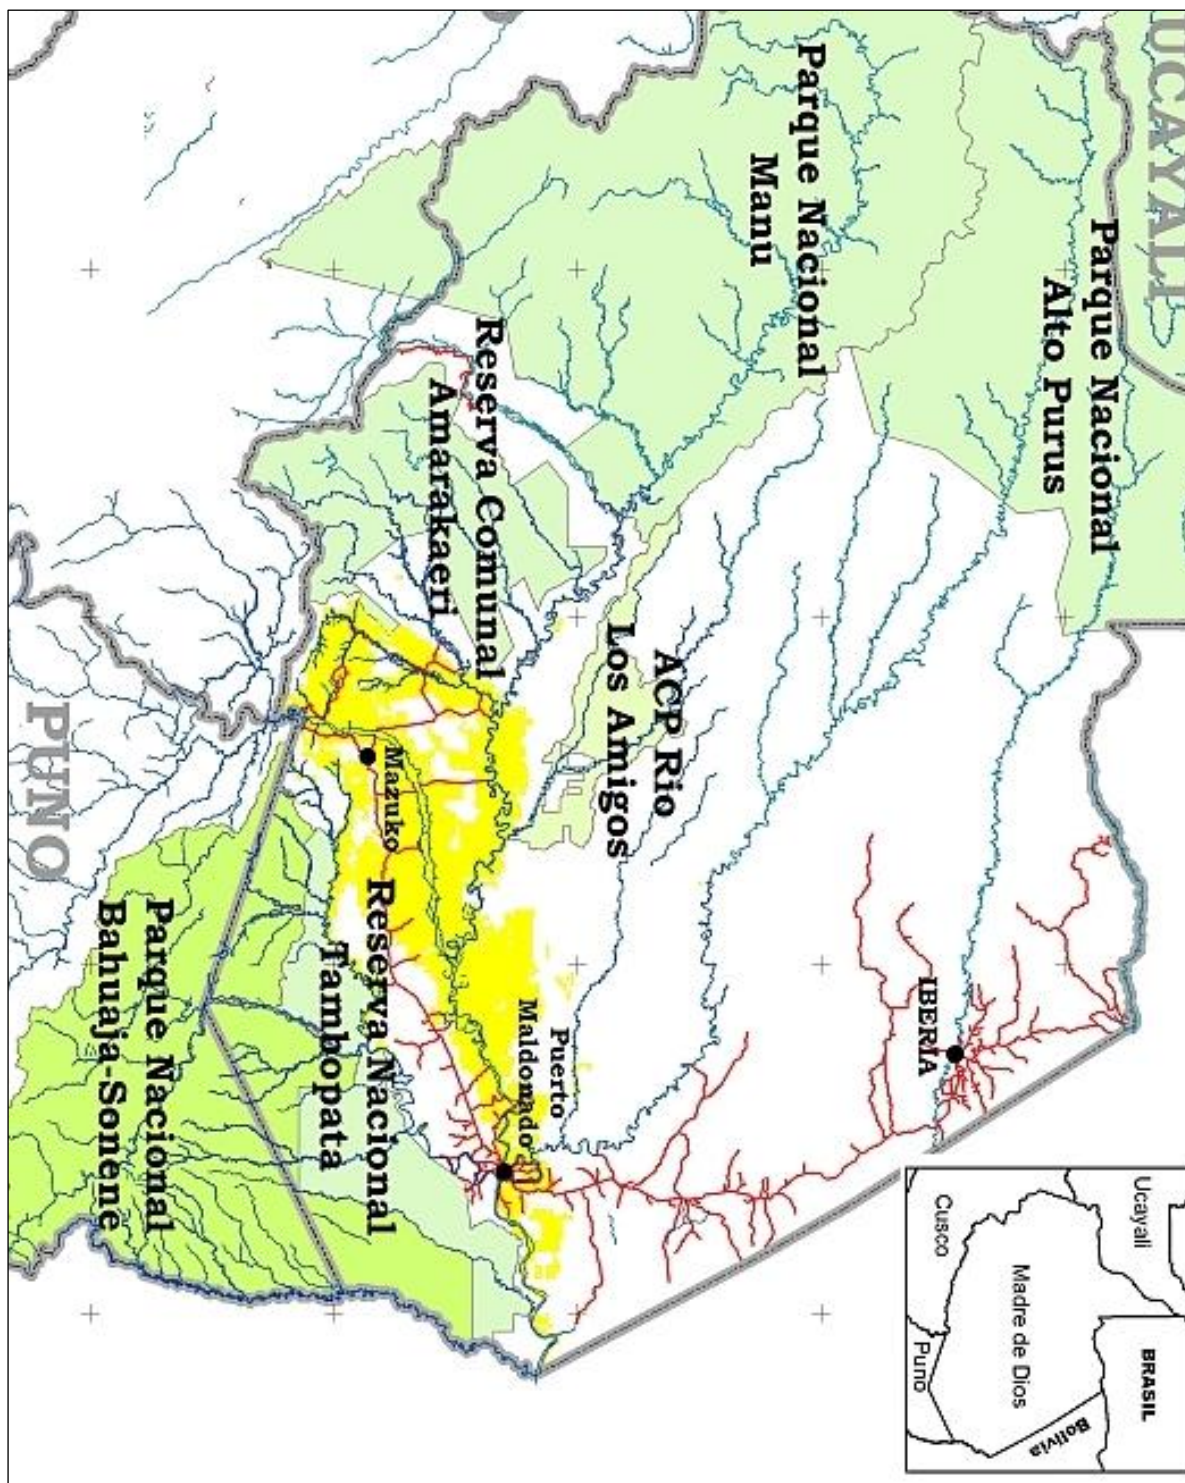 UCAYALI
Parque Nacional
Alto Purus
Parque Nacional
Manu
Reserva Comunal
Amarakaeri
ACP Rio
Los Amigos
Mazuko
IBERIA
Puerto
Maldonado
Reserva Nacional
Tambopata
Parque Nacional
Bahuaja-Sonene
PUNO
Ucayali
BRASIL
Cusco
Madre de Dios
Bolivia
Puno